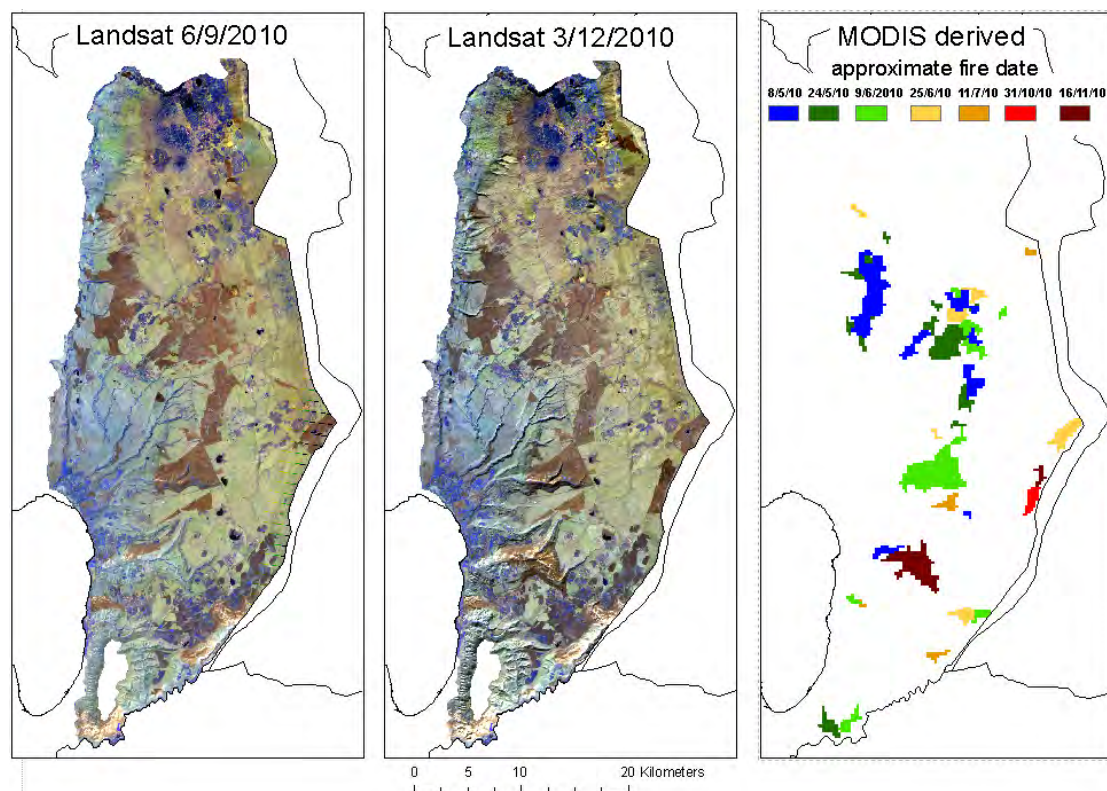 Landsat 6/9/2010
Landsat 3/12/2010
MODIS derived
approximate fire date
8/5/10 24/5/10 9/6/2010 25/6/10 11/7/10 31/10/10 16/11/10
0 5 10 20 Kilometers